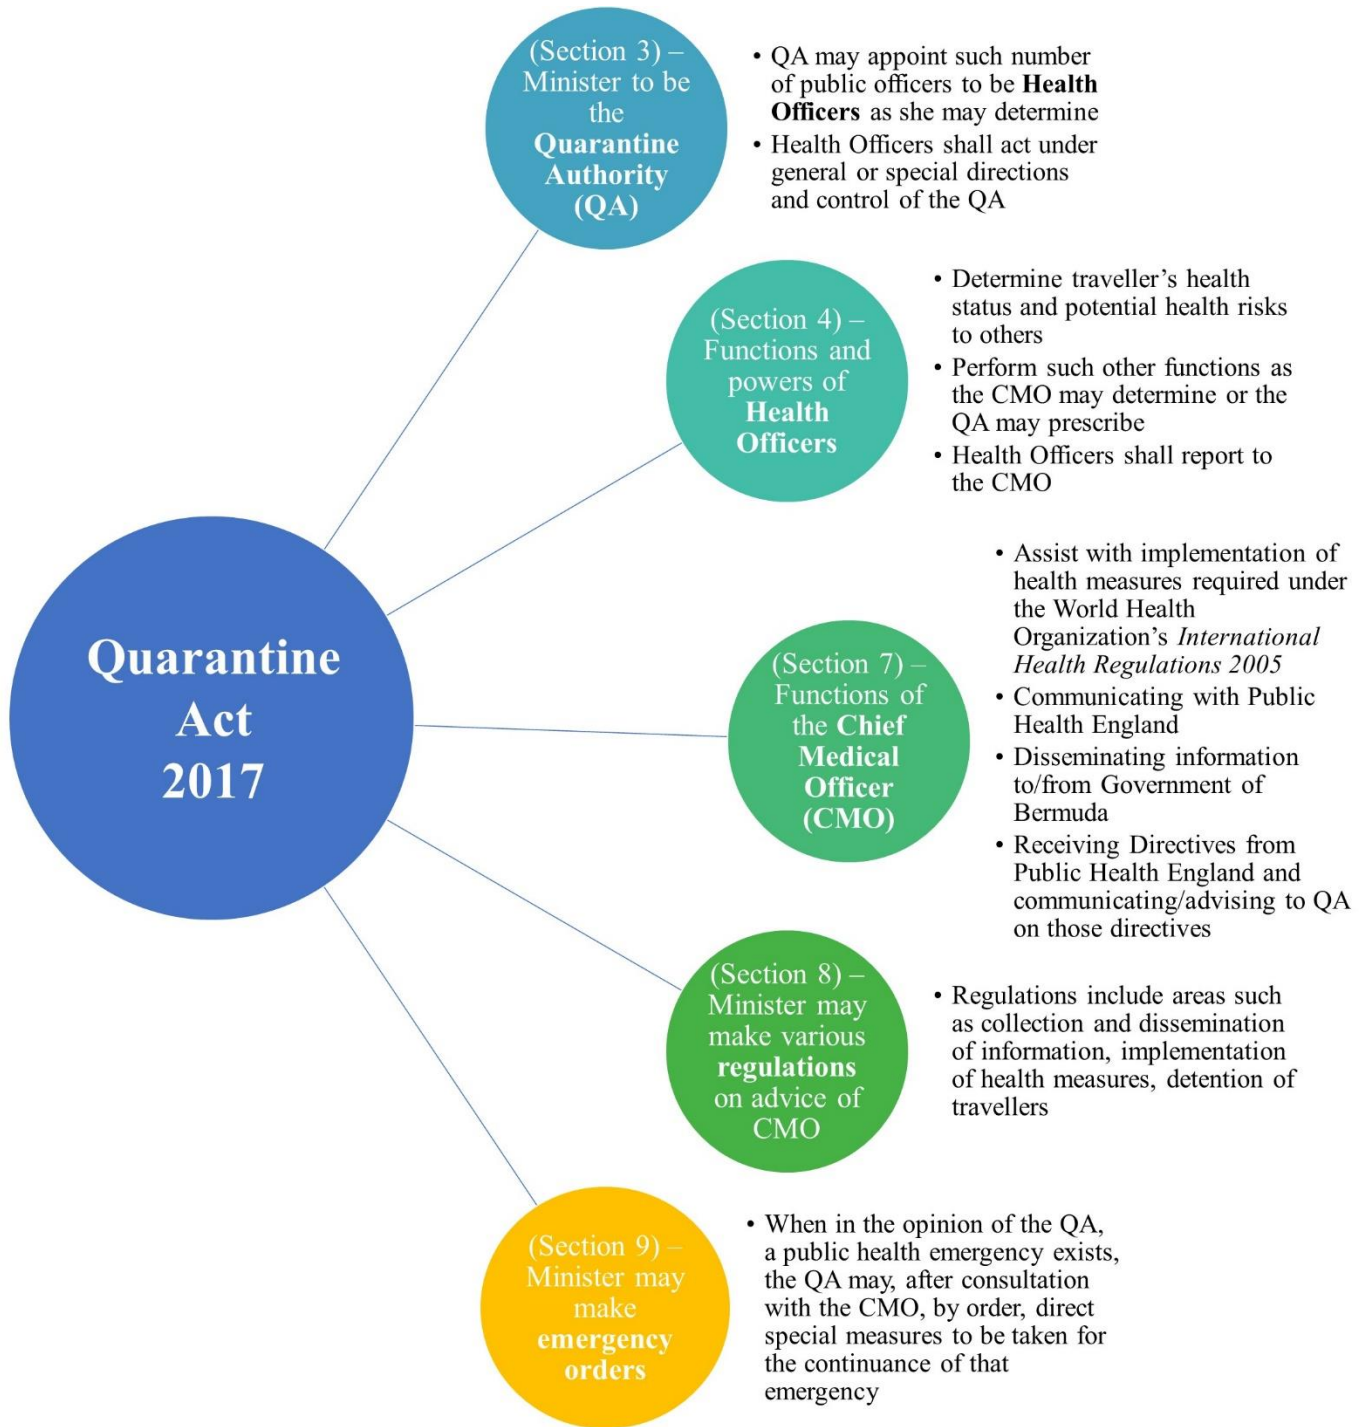 Quarantine
Act
2017
(Section 3) –
Minister to be
the
Quarantine
Authority
(QA)
• QA may appoint such number
of public officers to be Health
Officers as she may determine
• Health Officers shall act under
general or special directions
and control of the QA
(Section 4) –
Functions and
powers of
Health
Officers
• Determine traveller’s health
status and potential health risks
to others
• Perform such other functions as
the CMO may determine or the
QA may prescribe
• Health Officers shall report to
the CMO
(Section 7) –
Functions of
the Chief
Medical
Officer
(CMO)
• Assist with implementation of
health measures required under
the World Health
Organization’s International
Health Regulations 2005
• Communicating with Public
Health England
• Disseminating information
to/from Government of
Bermuda
• Receiving Directives from
Public Health England and
communicating/advising to QA
on those directives
(Section 8) –
Minister may
make various
regulations
on advice of
CMO
• Regulations include areas such
as collection and dissemination
of information, implementation
of health measures, detention of
travellers
(Section 9) –
Minister may
make
emergency
orders
• When in the opinion of the QA,
a public health emergency exists,
the QA may, after consultation
with the CMO, by order, direct
special measures to be taken for
the continuance of that
emergency